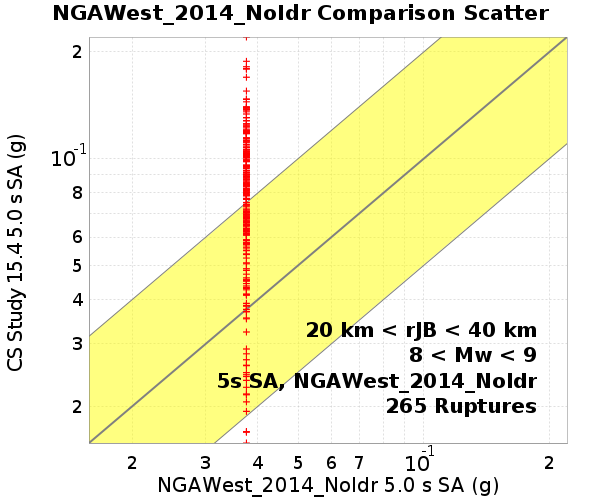 NGAWest_2014_NoIdr Comparison Scatter
CS Study 15.4 5.0 s SA (g)
2
10-1
8
6
5
4
3
2
20 km < rJB < 40 km
8 < Mw < 9
5s SA, NGAWest_2014_NoIdr
265 Ruptures
2 3 4 5 6 7 10-1 2
NGAWest_2014_NoIdr 5.0 s SA (g)